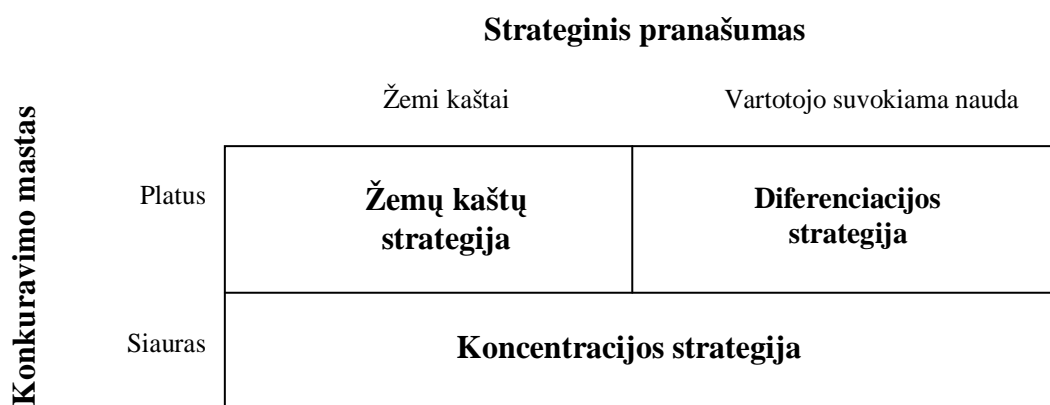 Strateginis pranašumas
Žemi kaštai
Vartotojo suvokiama nauda
Konkuravimo mastas
Platus
Žemų kaštų
strategija
Diferenciacijos
strategija
Siauras
Koncentracijos strategija